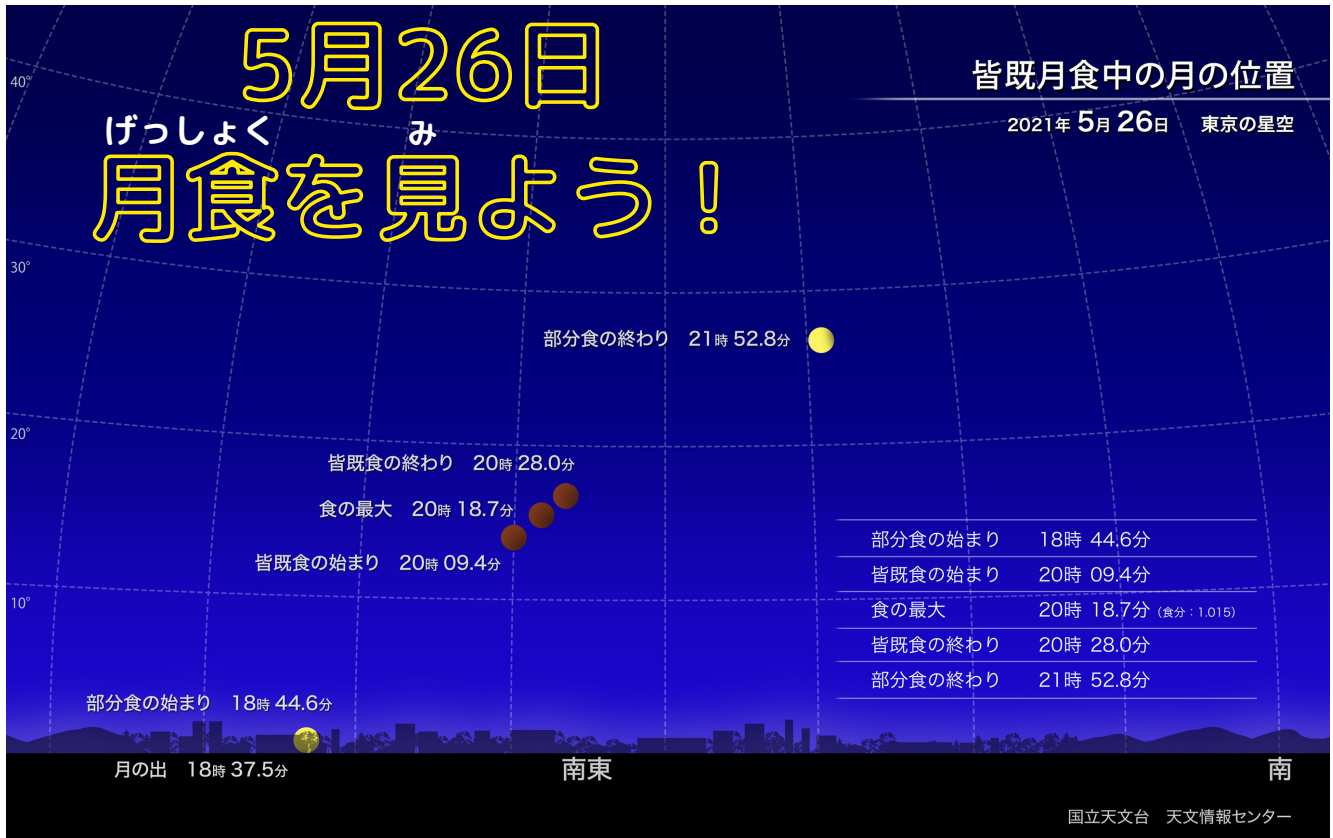 5月26日
げっしょく み
月食を見よう！
皆既月食中の月の位置
2021年 5月 26日 東京の星空
40°
30°
20°
10°
部分食の終わり 21時 52.8分
皆既食の終わり 20時 28.0分
食の最大 20時 18.7分
皆既食の始まり 20時 09.4分
部分食の始まり 18時 44.6分
月の出 18時 37.5分
部分食の始まり 18時 44.6分
皆既食の始まり 20時 09.4分
食の最大 20時 18.7分 (食分：1.015)
皆既食の終わり 20時 28.0分
部分食の終わり 21時 52.8分
南東
南
国立天文台 天文情報センター